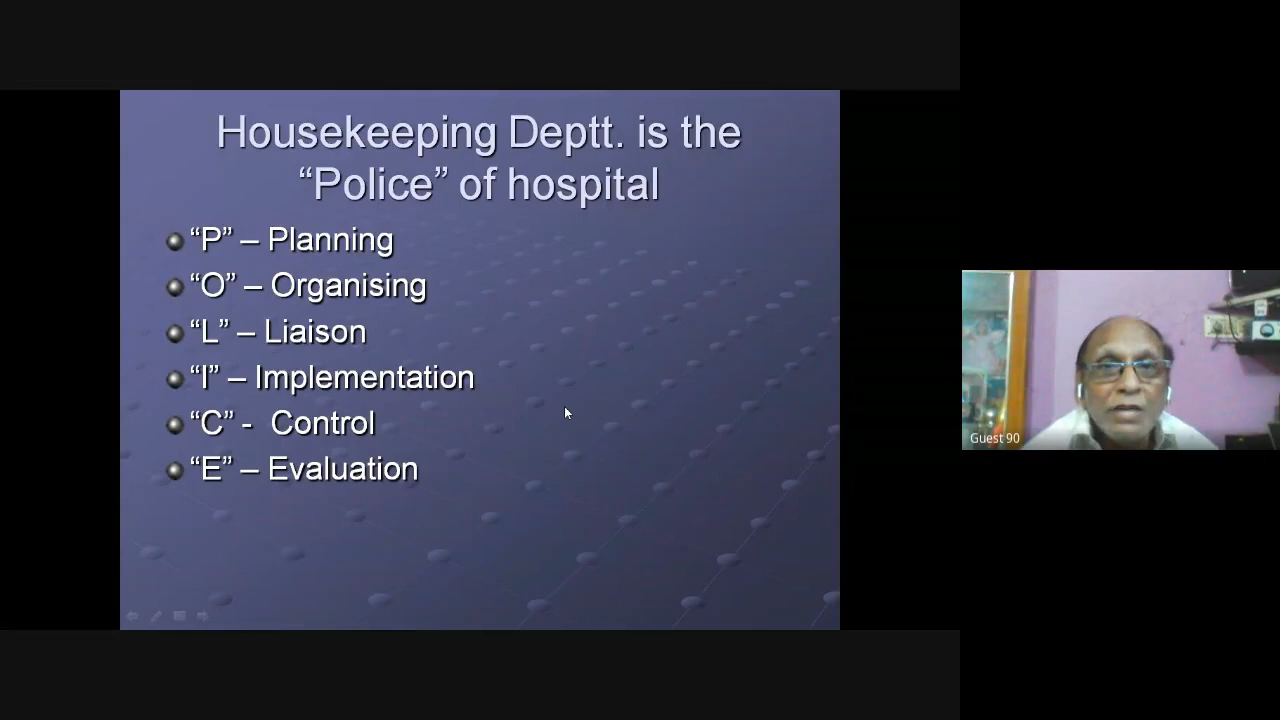 Housekeeping Deptt. is the
“Police” of hospital
“P” – Planning
“O” – Organising
“L” – Liaison
“I” – Implementation
“C” -  Control
“E” – Evaluation
Guest 90